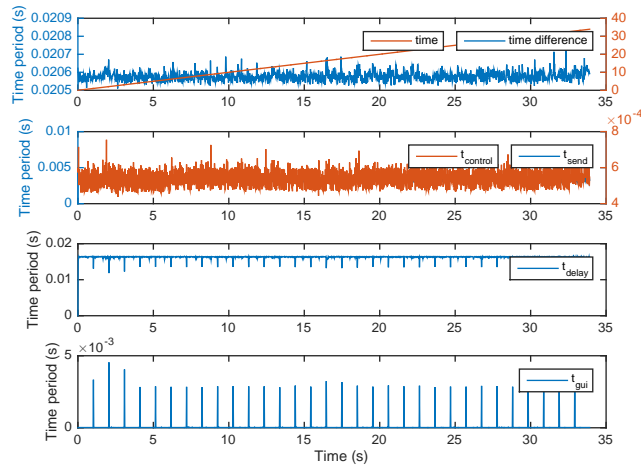 0.0209
0.0208
0.0207
0.0206
0.0205
Time period (s)
time
time difference
40
30
20
10
0
0 5 10 15 20 25 30 35
×10-4
0.01
0.005
0
Time period (s)
t_control
t_send
8
6
4
0 5 10 15 20 25 30 35
0.02
0.01
0
Time period (s)
t_delay
0 5 10 15 20 25 30 35
×10-3
5
0
Time period (s)
t_gui
0 5 10 15 20 25 30 35
Time (s)